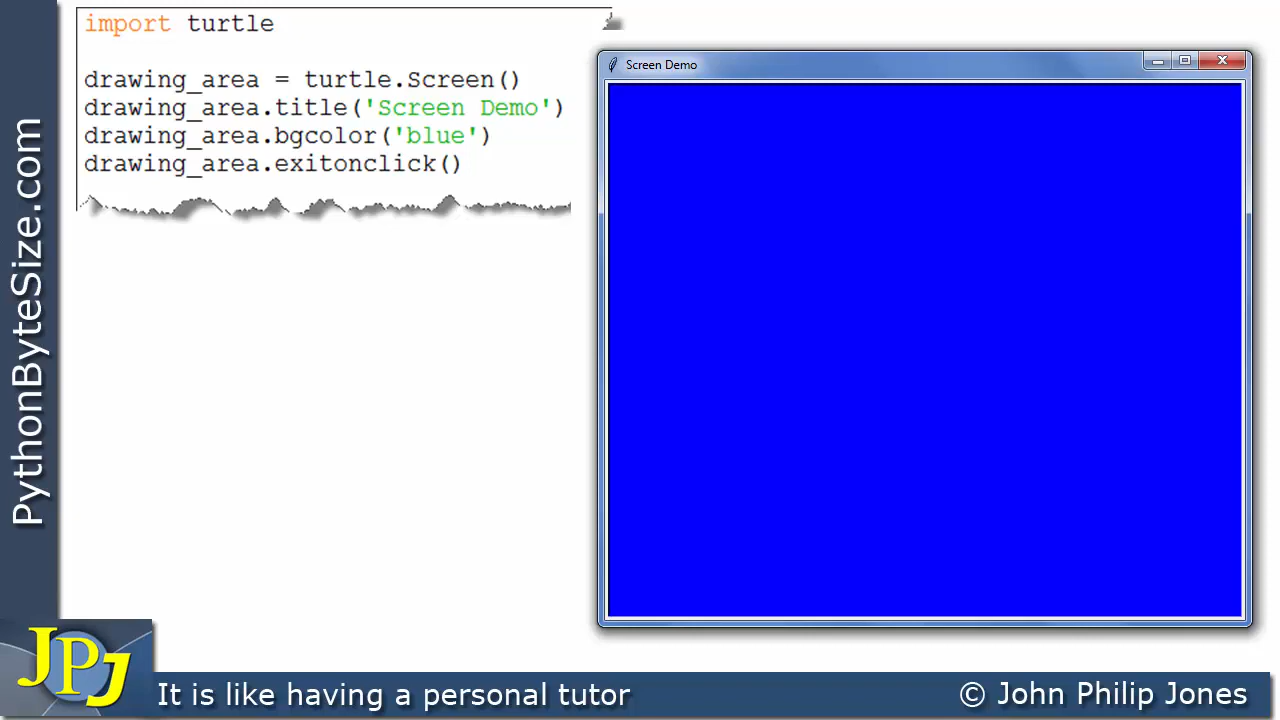 import turtle
drawing_area = turtle.Screen()
drawing_area.title('Screen Demo')
drawing_area.bgcolor('blue')
drawing_area.exitonclick()
Screen Demo
PythonByteSize.com
JPJ
It is like having a personal tutor
© John Philip Jones